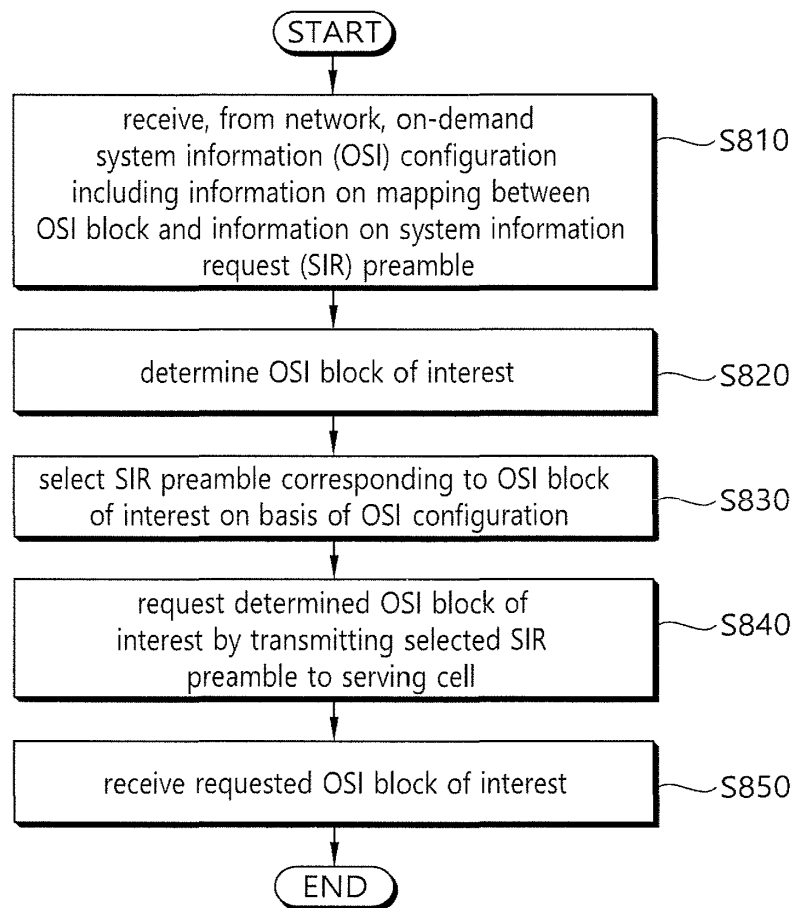 START
receive, from network, on-demand
system information (OSI) configuration
including information on mapping between
OSI block and information on system information
request (SIR) preamble
S810
determine OSI block of interest
S820
select SIR preamble corresponding to OSI block
of interest on basis of OSI configuration
S830
request determined OSI block of
interest by transmitting selected SIR
preamble to serving cell
S840
receive requested OSI block of interest
S850
END